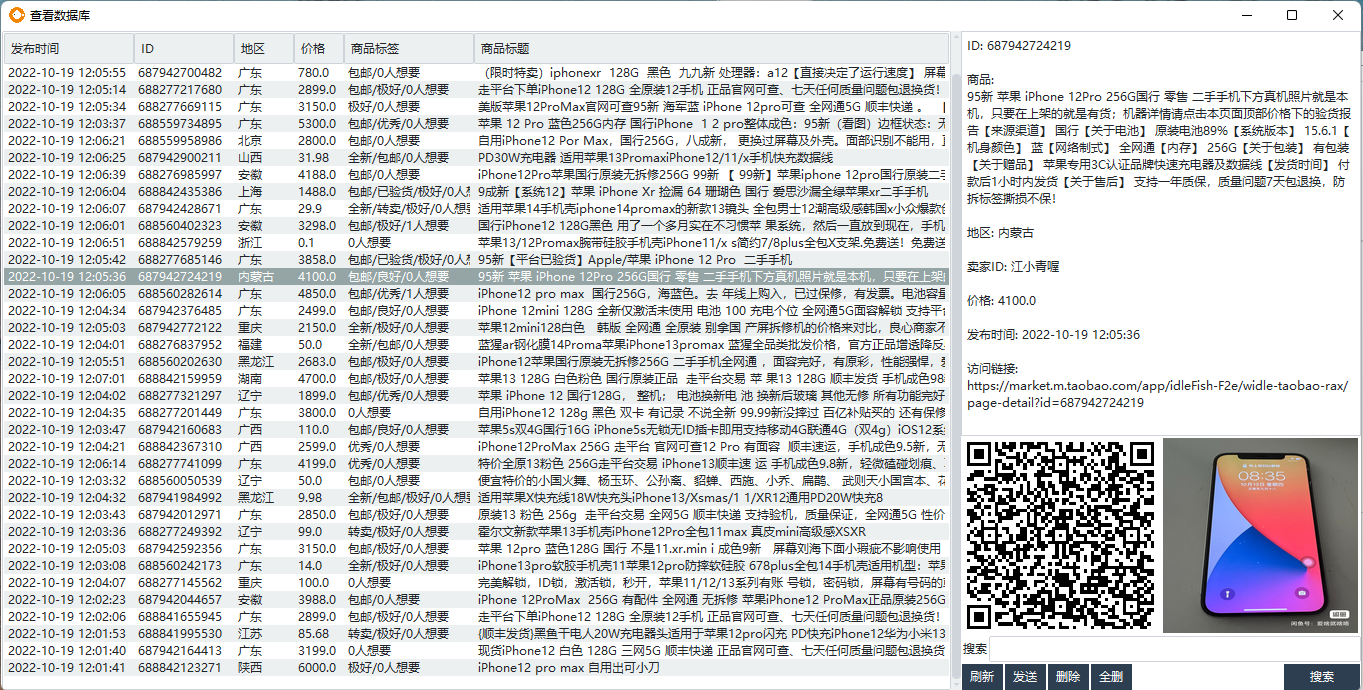 查看数据库
发布时间 ID 地区 价格 商品标签 商品标题
2022-10-19 12:05:55 687942700482 广东 780.0 包邮/0人想要 （限时特卖）iphonexr 128G 黑色 九九新 处理器：a12【直接决定了运行速度】 屏幕
2022-10-19 12:05:14 688277217680 广东 2899.0 包邮/极好/0人想要 走平台下单iPhone12 128G 全原装12手机 正品官网可查、七天任何质量问题包退换货！
2022-10-19 12:05:34 688277669115 广东 3150.0 极好/0人想要 美版苹果12ProMax官网可查95新 海军蓝 iPhone 12pro可查 全网通5G 顺丰快递 。
2022-10-19 12:03:37 688559734895 广东 5300.0 包邮/优秀/0人想要 苹果 12 Pro 蓝色256G内存 国行iPhone 1 2 pro整体成色：95新（看图）边框状态：无
2022-10-19 12:06:21 688559958986 北京 2800.0 包邮/0人想要 自用iPhone12 Por Max，国行256G，八成新， 更换过屏幕及外壳。面部识别不能用，
2022-10-19 12:06:25 687942900211 山西 31.98 全新/包邮/0人想要 PD30W充电器 适用苹果13PromaxiPhone12/11/x手机快充数据线
2022-10-19 12:06:39 688276985997 安徽 4188.0 包邮/0人想要 iPhone12Pro苹果国行原装无拆修256G 99新 【 99新】苹果iphone 12pro国行原装二手
2022-10-19 12:06:04 688842435386 上海 1488.0 包邮/已验货/极好/0人想 9成新【系统12】苹果 iPhone Xr 捡漏 64 珊瑚色 国行 爱思沙漏全绿苹果xr二手手机
2022-10-19 12:06:07 687942428671 广东 29.9 全新/转卖/极好/0人想要 适用苹果14手机壳iphone14promax的新款13镜头 全包男士12潮高级感韩国x小众爆款
2022-10-19 12:06:01 688560402323 安徽 3298.0 包邮/极好/1人想要 国行iPhone12 128G黑色 用了一个多月实在不习惯苹 果系统，然后一直放到现在，手机
2022-10-19 12:06:51 688842579259 浙江 0.1 0人想要 苹果13/12Promax腕带硅胶手机壳iPhone11/x s简约7/8plus全包X支架.免费送！免费送
2022-10-19 12:05:42 688277685146 广东 3858.0 包邮/已验货/极好/0人想 95新【平台已验货】Apple/苹果 iPhone 12 Pro 二手手机
2022-10-19 12:05:36 687942724219 内蒙古 4100.0 包邮/良好/0人想要 95新 苹果 iPhone 12Pro 256G国行 零售 二手手机下方真机照片就是本机，只要在上架
2022-10-19 12:06:05 688560282614 广东 4850.0 包邮/优秀/1人想要 iPhone12 pro max 国行256G，海蓝色。去 年线上购入，已过保修，有发票。电池容量
2022-10-19 12:04:34 687942376485 广东 2499.0 包邮/良好/0人想要 iPhone 12mini 128G 全新仅激活未使用 电池 100 充电个位 全网通5G面容解锁 支持平台
2022-10-19 12:05:03 687942772122 重庆 2150.0 全新/极好/0人想要 苹果12mini128白色 韩版 全网通 全原装 别拿国 产屏拆修机的价格来对比，良心商家不
2022-10-19 12:04:01 688276837952 福建 50.0 全新/包邮/0人想要 蓝猩ar钢化膜14Proma苹果iPhone13promax 蓝猩全品类批发价格，官方正品增透降反
2022-10-19 12:05:51 688560202630 黑龙江 2683.0 包邮/极好/0人想要 iPhone12苹果国行原装无拆修256G 二手手机全网通 ，面容完好，有原彩，性能强悍，
2022-10-19 12:07:01 688842159959 湖南 4700.0 包邮/极好/0人想要 苹果13 128G 白色粉色 国行原装正品 走平台交易 苹 果13 128G 顺丰发货 手机成色98
2022-10-19 12:04:02 688277321297 辽宁 1899.0 包邮/优秀/0人想要 苹果 iPhone 12 国行128G， 整机； 电池换新电 池 换新后玻璃 其他无修 所有功能完好
2022-10-19 12:04:35 688277201449 广东 3800.0 0人想要 自用iPhone12 128g 黑色 双卡 有记录 不说全新 99.99新没摔过 百亿补贴买的 还有保修
2022-10-19 12:03:47 687942160683 广西 110.0 包邮/良好/0人想要 苹果5s双4G国行16G iPhone5s无锁无ID插卡即用支持移动4G联通4G（双4g）iOS12系
2022-10-19 12:04:21 688842367310 广西 2599.0 优秀/0人想要 iPhone12ProMax 256G 走平台 官网可查12 Pro 有面容 顺丰速运，手机成色9.5新，无
2022-10-19 12:06:14 688277741099 广东 4199.0 优秀/0人想要 特价全原13粉色 256G走平台交易 iPhone13顺丰速 运 手机成色9.8新，轻微磕碰划痕、
2022-10-19 12:03:32 688560050539 辽宁 50.0 包邮/0人想要 便宜特价的小国火舞、杨玉环、公孙离、貂蝉、西施、小乔、扁鹊、 武则天小国宫本、花
2022-10-19 12:04:32 687941984992 黑龙江 9.98 全新/包邮/极好/0人想要 适用苹果X快充线18W快充头iPhone13/Xsmas/1 1/XR12通用PD20W快充8
2022-10-19 12:03:43 687942012971 广东 2850.0 包邮/极好/0人想要 原装13 粉色 256g 走平台交易 全网5G 顺丰快递 支持验机，质量保证，全网通5G 性价
2022-10-19 12:03:36 688277249392 辽宁 99.0 转卖/极好/0人想要 霍尔文新款苹果13手机壳iPhone12Pro全包11max 真皮mini高级感XSXR
2022-10-19 12:05:03 687942592356 广东 3150.0 包邮/极好/0人想要 苹果 12pro 蓝色128G 国行 不是11.xr.min i 成色9新 屏幕刘海下面小瑕疵不影响使用
2022-10-19 12:03:08 688560242173 广东 14.0 全新/极好/0人想要 iPhone13pro软胶手机壳11苹果12pro防摔软硅胶 678plus全包14手机壳适用机型：苹果
2022-10-19 12:04:07 688277145562 重庆 100.0 0人想要 完美解锁，ID锁，激活锁，秒开，苹果11/12/13系列有账 号锁，密码锁，屏幕有号码的
2022-10-19 12:02:23 687942044657 安徽 3988.0 包邮/0人想要 iPhone 12ProMax 256G 有配件 全网通 无拆修 苹果iPhone12 ProMax正品原装256G
2022-10-19 12:02:06 688841655945 广东 2899.0 包邮/极好/0人想要 走平台下单iPhone12 128G 全原装12手机 正品官网可查、七天任何质量问题包退换货！
2022-10-19 12:01:53 688841995530 江苏 85.68 转卖/极好/0人想要 {顺丰发货}黑鱼干电人20W充电器头适用于苹果12pro闪充 PD快充iPhone12华为小米13
2022-10-19 12:01:40 687942164413 广东 3199.0 0人想要 现货iPhone12 白色 128G 三网5G 顺丰快递 正品官网可查、七天任何质量问题包退换货
2022-10-19 12:01:41 688842123271 陕西 6000.0 极好/0人想要 iPhone12 pro max 自用出可小刀
ID: 687942724219
商品:
95新 苹果 iPhone 12Pro 256G国行 零售 二手手机下方真机照片就是本
机，只要在上架的就是有货；机器详情请点击本页面顶部价格下的验货报
告【来源渠道】 国行【关于电池】 原装电池89%【系统版本】 15.6.1【
机身颜色】 蓝【网络制式】 全网通【内存】 256G【关于包装】 有包装
【关于赠品】 苹果专用3C认证品牌快速充电器及数据线【发货时间】 付
款后1小时内发货【关于售后】 支持一年质保，质量问题7天包退换，防
拆标签撕损不保！
地区: 内蒙古
卖家ID: 江小青喔
价格: 4100.0
发布时间: 2022-10-19 12:05:36
访问链接:
https://market.m.taobao.com/app/idleFish-F2e/widle-taobao-rax/
page-detail?id=687942724219
08:35
搜索
刷新 发送 删除 全删 搜索